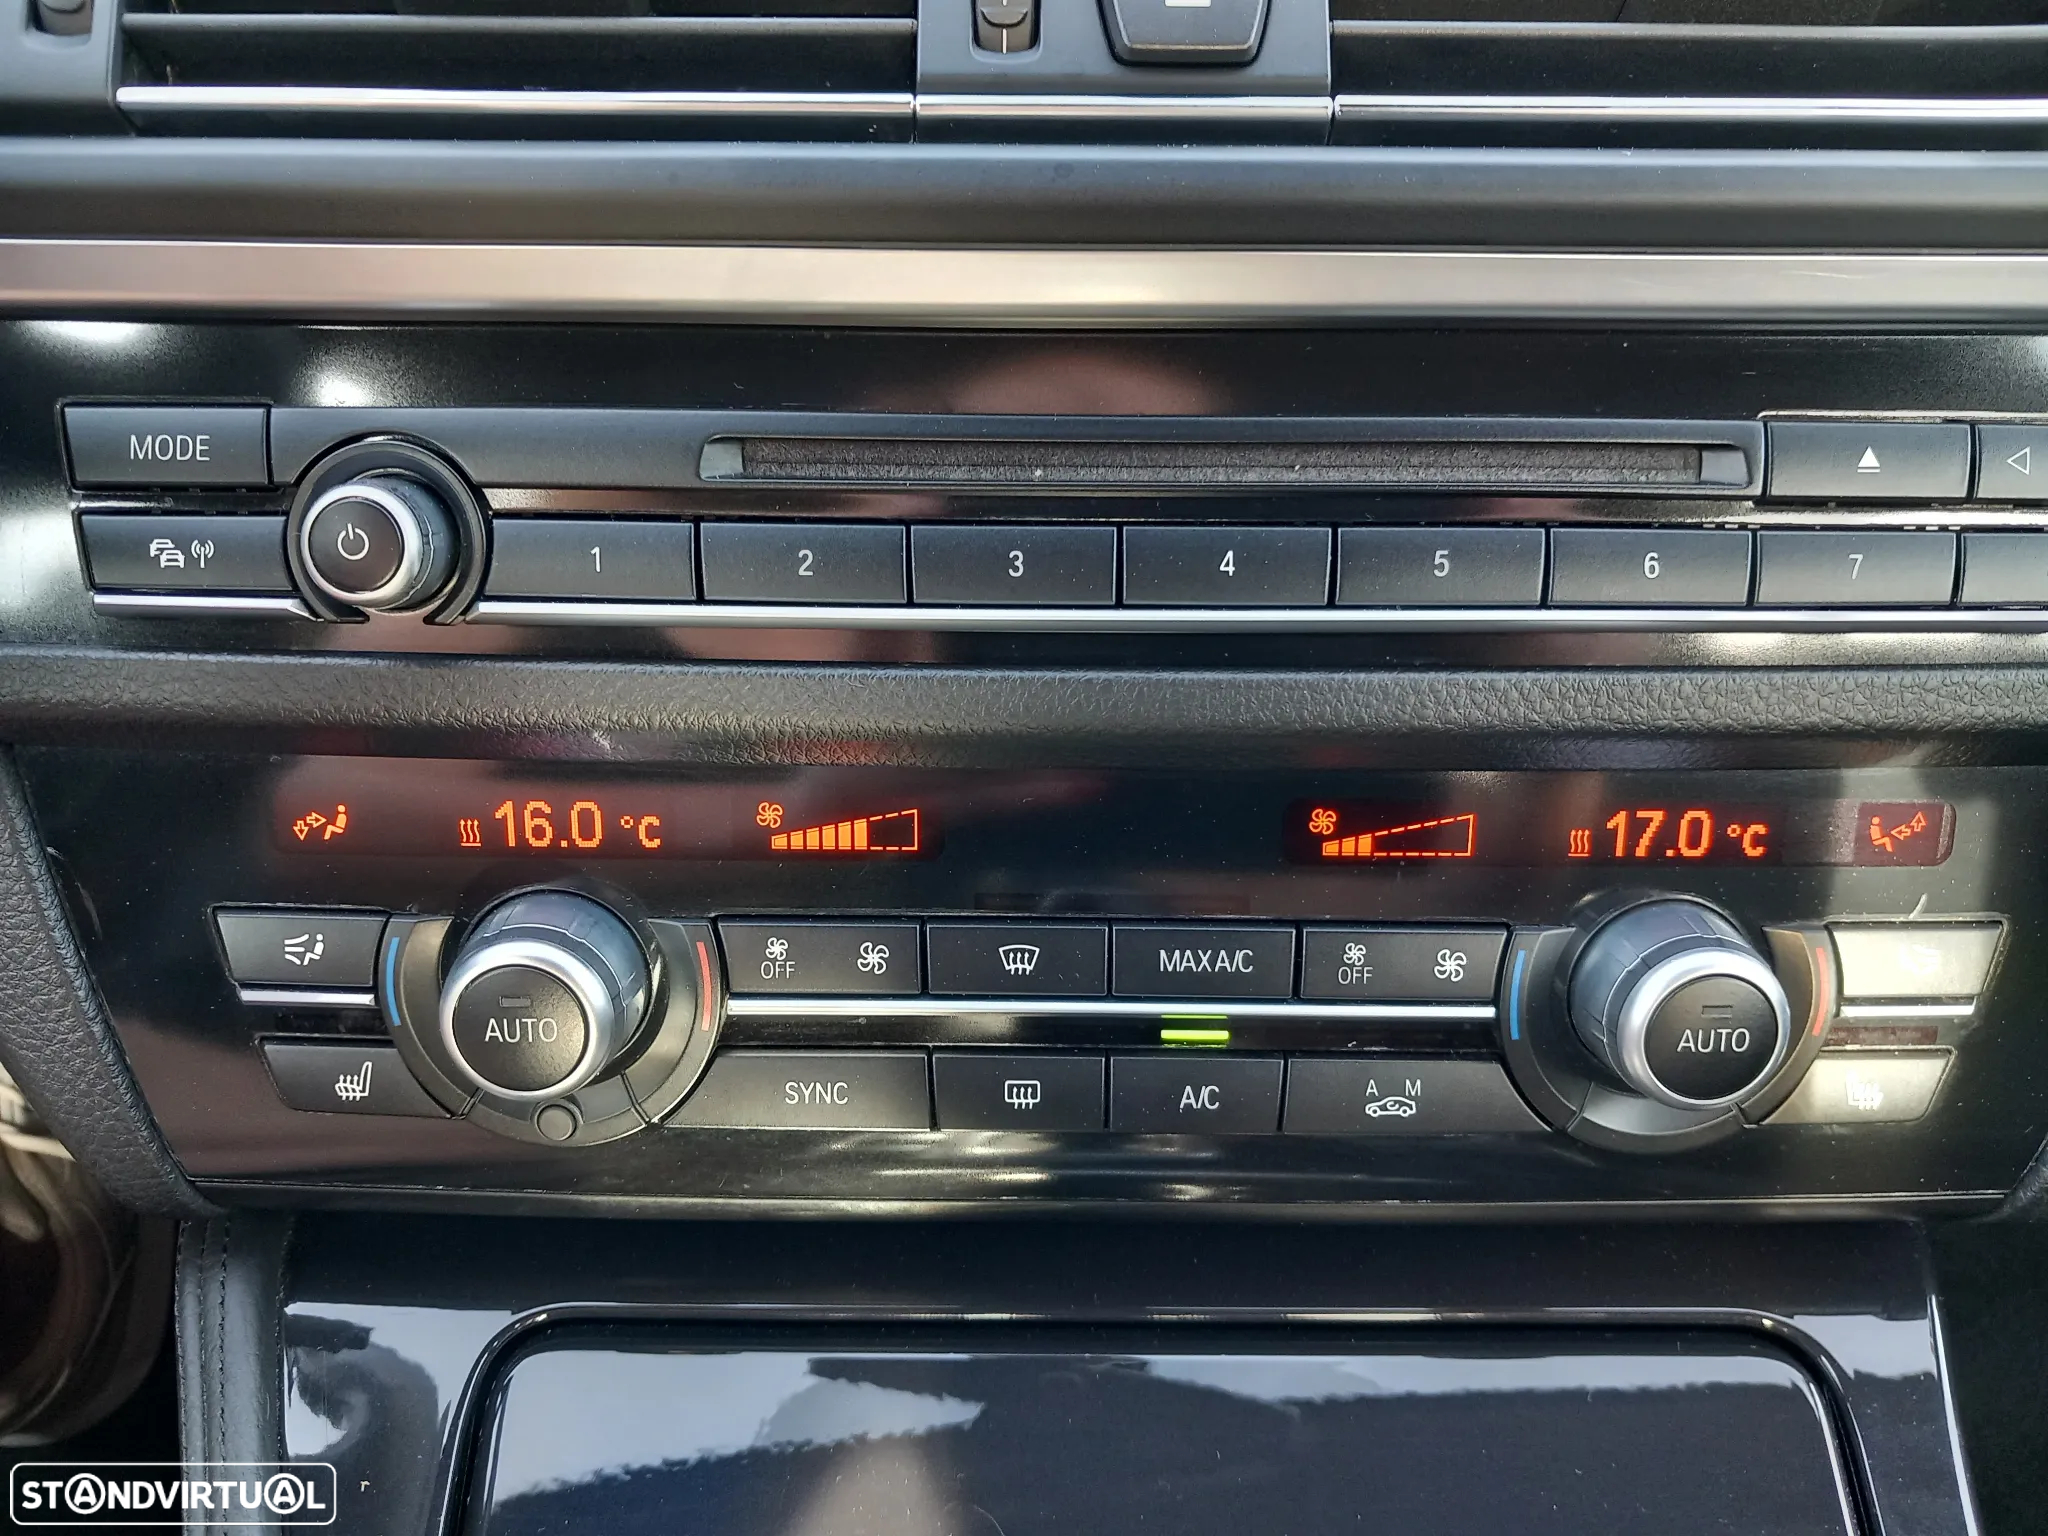 MODE
1 2 3 4 5 6 7
16.0 °C 17.0 °C
OFF MAX A/C OFF
AUTO AUTO
SYNC A/C A M
STANDVIRTUAL